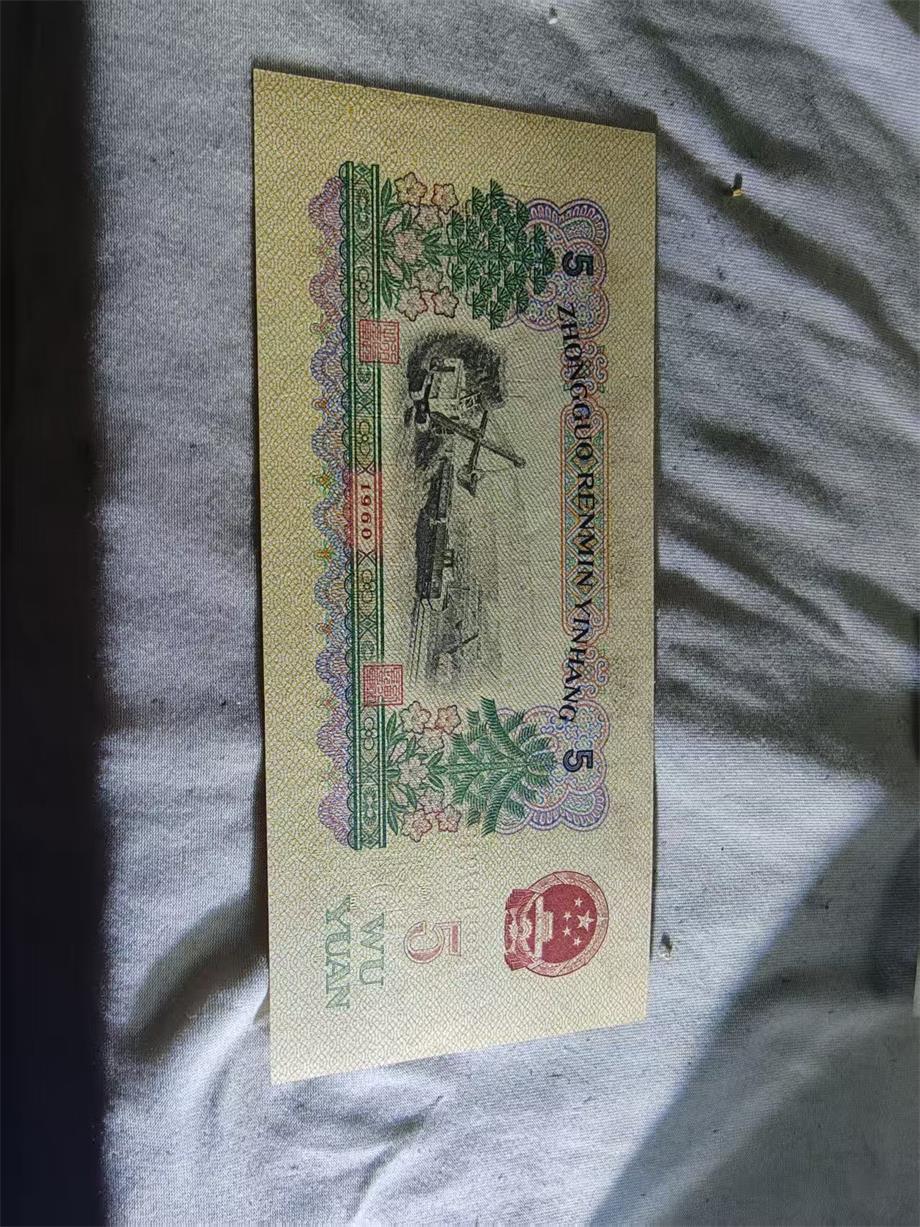 5 ZHONGGUO RENMIN YINHANG 5
5
WU
YUAN
1960